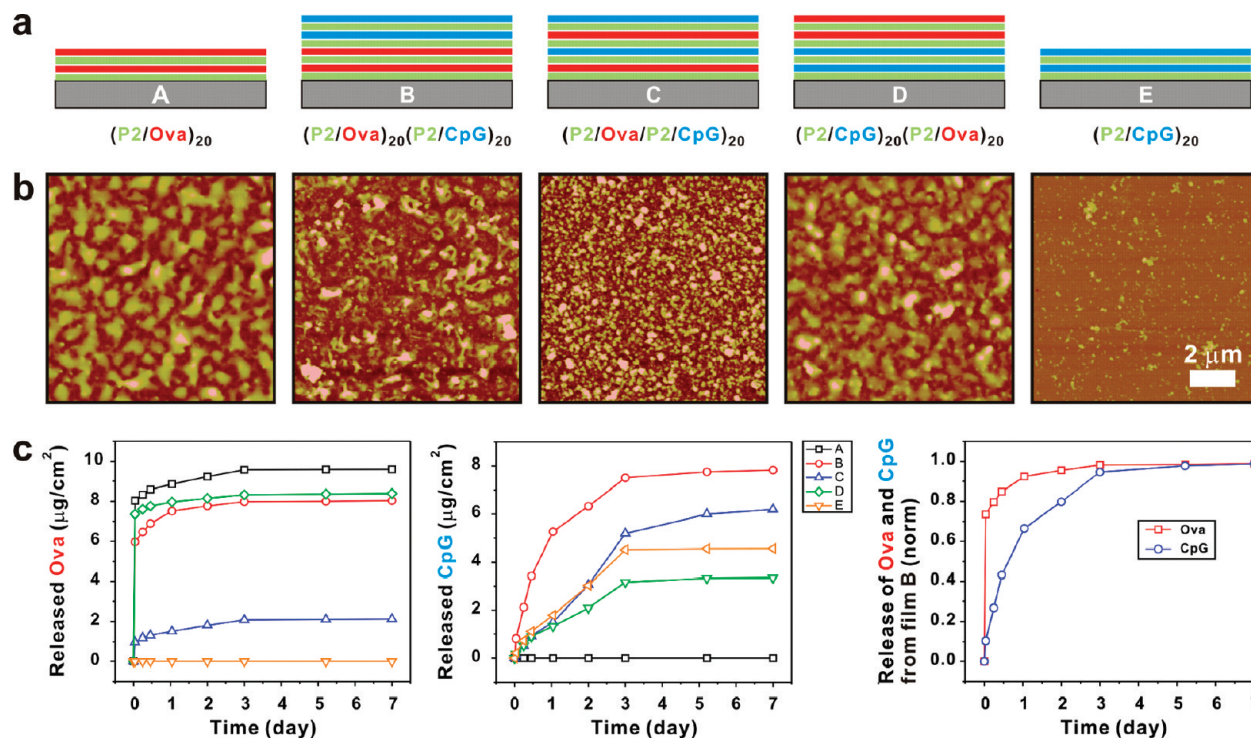 a
A
B
C
D
E
(P2/Ova)20
(P2/Ova)20(P2/CpG)20
(P2/Ova/P2/CpG)20
(P2/CpG)20(P2/Ova)20
(P2/CpG)20
b
2 μm
c
Released Ova (μg/cm²)
10
8
6
4
2
0
0 1 2 3 4 5 6 7
Time (day)
Released CpG (μg/cm²)
8
6
4
2
0
0 1 2 3 4 5 6 7
Time (day)
A
B
C
D
E
Release of Ova and CpG
from film B (norm)
1.0
0.8
0.6
0.4
0.2
0.0
Ova
CpG
0 1 2 3 4 5 6
Time (day)